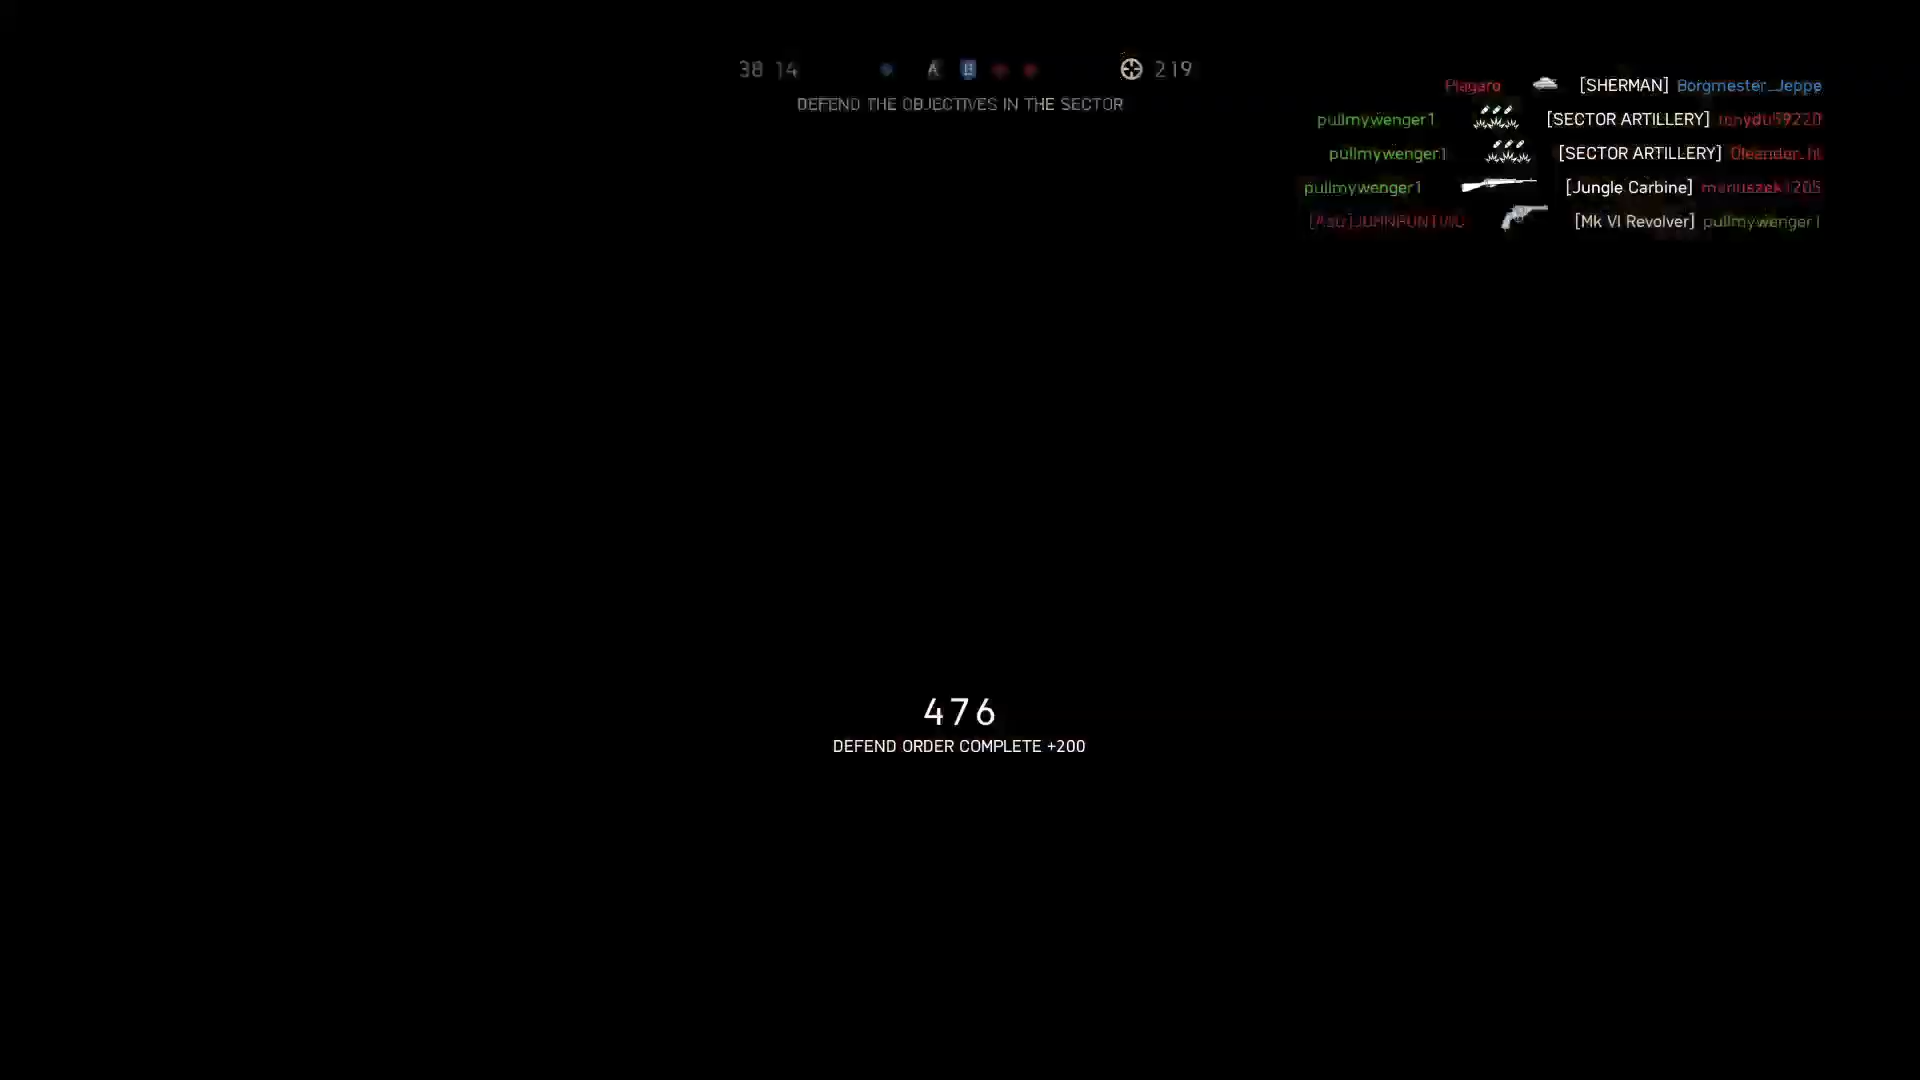 38 14 A B 219
DEFEND THE OBJECTIVES IN THE SECTOR
Plagaro [SHERMAN] Borgmester_Jeppe
pullmywenger1 [SECTOR ARTILLERY]
pullmywenger1 [SECTOR ARTILLERY]
pullmywenger1 [Jungle Carbine]
[Mk VI Revolver] pullmywenger1
476
DEFEND ORDER COMPLETE +200